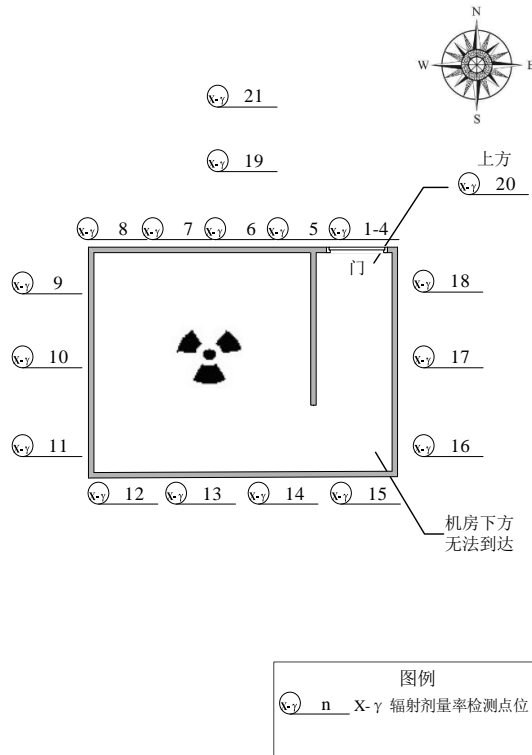 N
W E
S
X-γ 21
X-γ 19
上方
X-γ 20
X-γ 8 X-γ 7 X-γ 6 X-γ 5 X-γ 1-4
门
X-γ 9
X-γ 18
X-γ 10
X-γ 17
X-γ 11
X-γ 16
X-γ 12 X-γ 13 X-γ 14 X-γ 15
机房下方
无法到达
图例
X-γ n X-γ 辐射剂量率检测点位